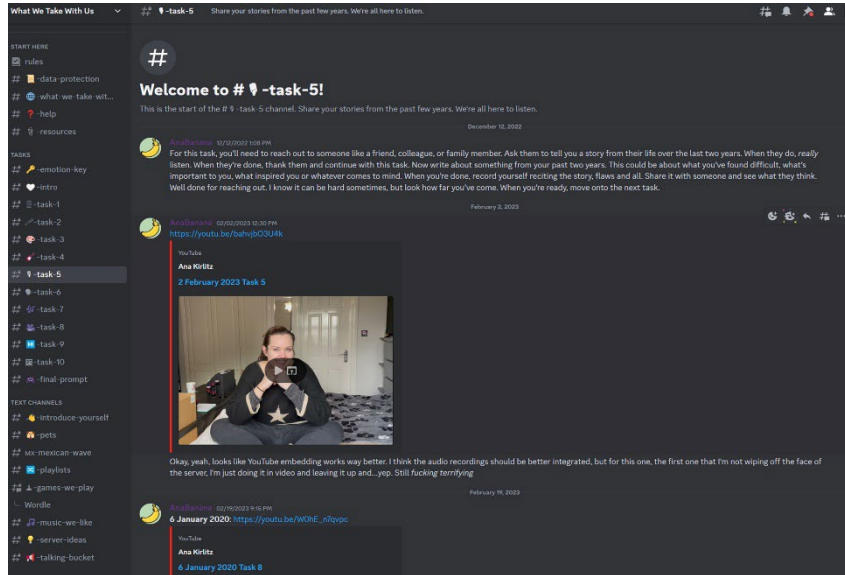 What We Take With Us
-task-5 Share your stories from the past few years. We're all here to listen.
START HERE
rules
-data-protection
-what-we-take-wit...
-help
-resources
TASKS
-emotion-key
-intro
-task-1
-task-2
-task-3
-task-4
-task-5
-task-6
-task-7
-task-8
-task-9
-task-10
-final-prompt
TEXT CHANNELS
-introduce-yourself
-pets
MX-mexican-wave
-playlists
-games-we-play
Wordle
-music-we-like
-server-ideas
-talking-bucket
#
Welcome to # -task-5!
This is the start of the # -task-5 channel. Share your stories from the past few years. We're all here to listen.
December 12, 2022
AnaBanana 12/12/2022 1:08 PM
For this task, you'll need to reach out to someone like a friend, colleague, or family member. Ask them to tell you a story from their life over the last two years. When they do, really
listen. When they're done, thank them and continue with this task. Now write about something from your past two years. This could be about what you've found difficult, what's
important to you, what inspired you or whatever comes to mind. When you're done, record yourself reciting the story, flaws and all. Share it with someone and see what they think.
Well done for reaching out. I know it can be hard sometimes, but look how far you've come. When you're ready, move onto the next task.
February 2, 2023
AnaBanana 02/02/2023 12:30 PM
https://youtu.be/bahvjbO3U4k
YouTube
Ana Kirlitz
2 February 2023 Task 5
Okay, yeah, looks like YouTube embedding works way better. I think the audio recordings should be better integrated, but for this one, the first one that I'm not wiping off the face of
the server, I'm just doing it in video and leaving it up and...yep. Still fucking terrifying
February 19, 2023
AnaBanana 02/19/2023 9:15 PM
6 January 2020: https://youtu.be/WOhE_n7qvpc
YouTube
Ana Kirlitz
6 January 2020 Task 8